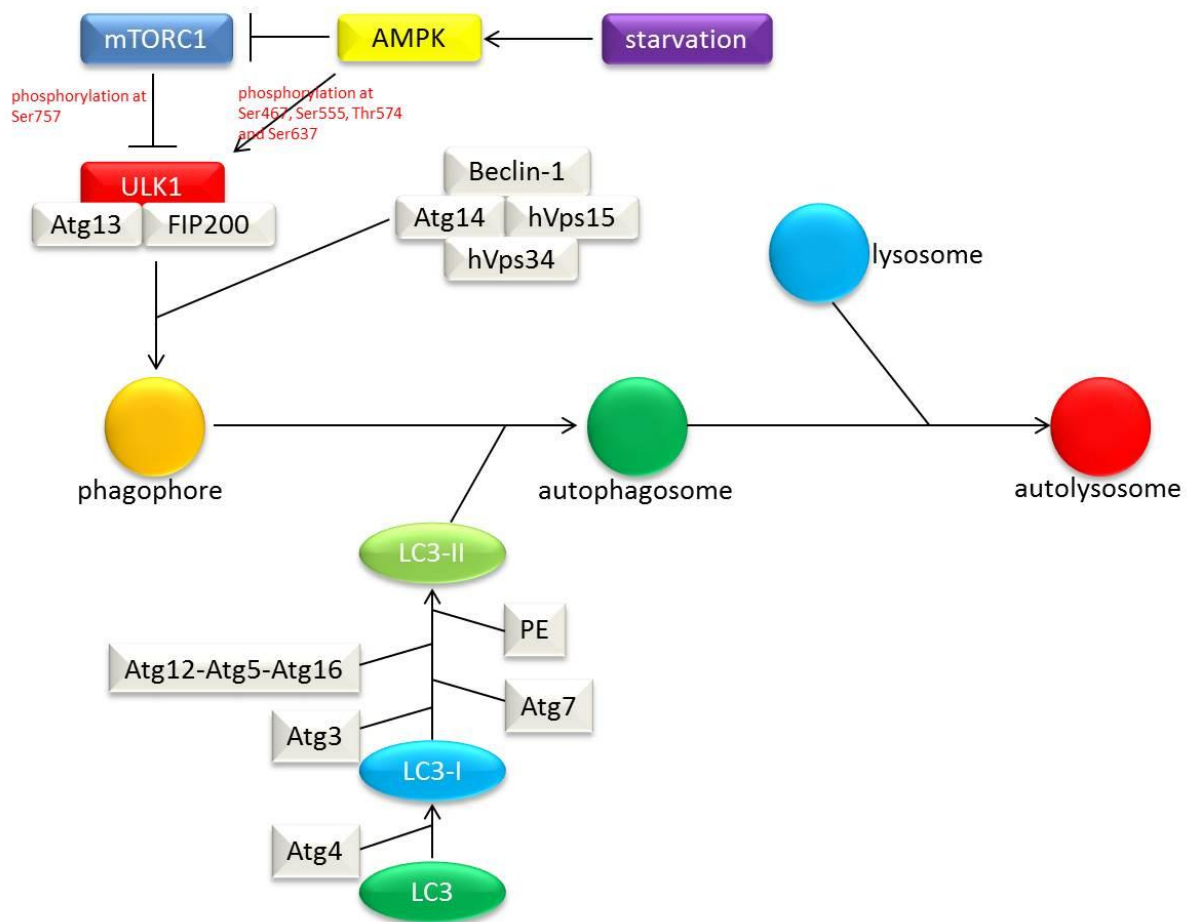 mTORC1
AMPK
starvation
phosphorylation at
Ser757
phosphorylation at
Ser467, Ser555, Thr574
and Ser637
ULK1
Atg13
FIP200
Beclin-1
Atg14
hVps15
hVps34
lysosome
phagophore
autophagosome
autolysosome
LC3-II
PE
Atg12-Atg5-Atg16
Atg7
Atg3
LC3-I
Atg4
LC3